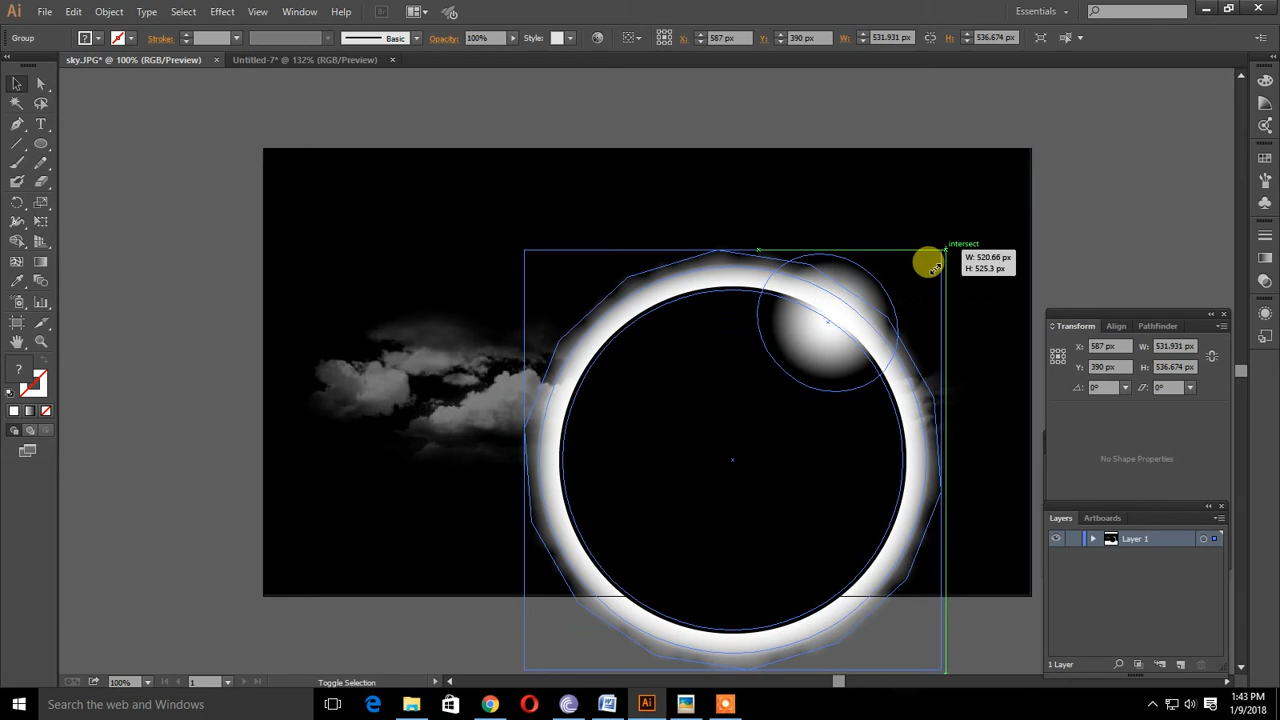 Ai File Edit Object Type Select Effect View Window Help Br Essentials
Group ? Stroke: Basic Opacity: 100% Style: X: 587 px Y: 390 px W: 531.931 px H: 536.674 px
sky.JPG* @ 100% (RGB/Preview) × Untitled-7* @ 132% (RGB/Preview) ×
intersect
W: 520.66 px
H: 525.3 px
Transform Align Pathfinder
X: 587 px W: 531.931 px
Y: 390 px H: 536.674 px
0° 0°
No Shape Properties
Layers Artboards
Layer 1
?
1 Layer
100% 1 Toggle Selection
Search the web and Windows
1:43 PM
1/9/2018